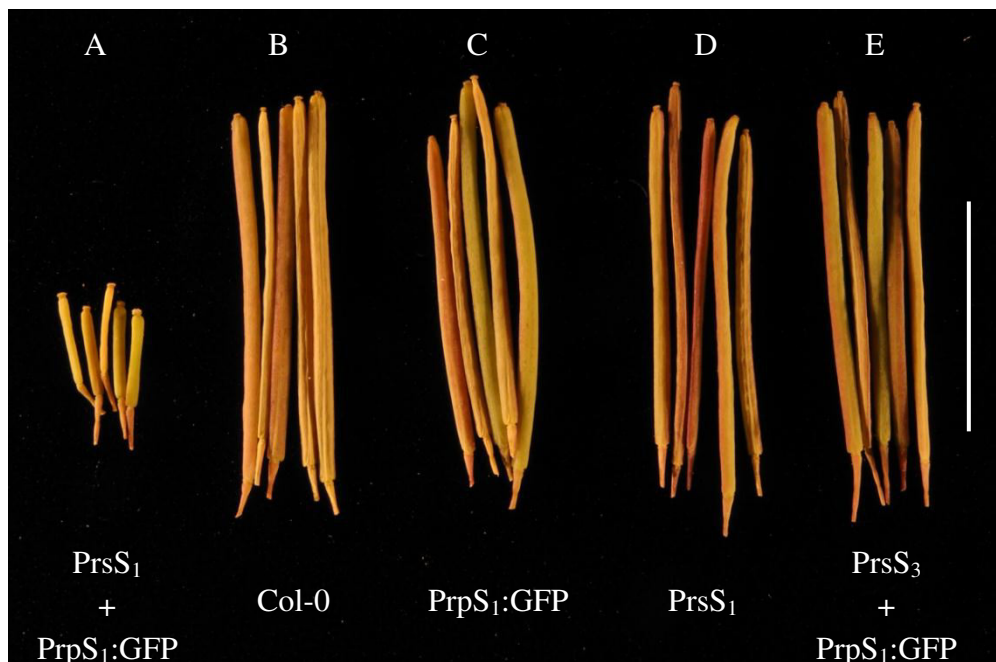 A B C D E
PrsS₁ + PrpS₁:GFP
Col-0
PrpS₁:GFP
PrsS₁
PrsS₃ + PrpS₁:GFP